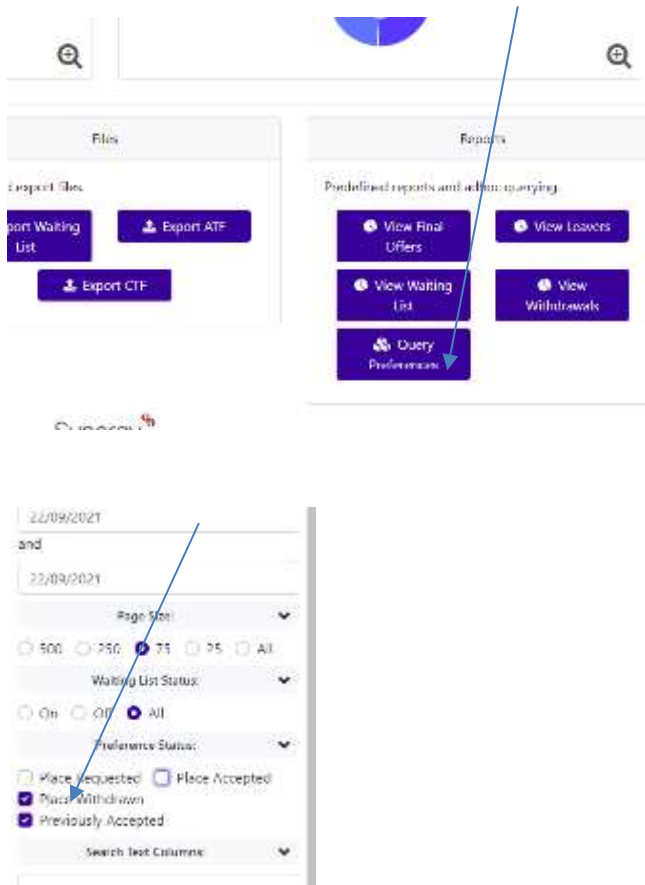 Files
Reports
export files.
Predefined reports and adhoc querying.
port Waiting
List
Export ATF
View Final
Offers
View Leavers
Export CTF
View Waiting
List
View
Withdrawals
Query
Preferences
Synergy
22/09/2021
and
22/09/2021
Page Size:
500 250 75 25 All
Waiting List Status:
On Off All
Preference Status:
Place Requested Place Accepted
Place Withdrawn
Previously Accepted
Search Text Columns: